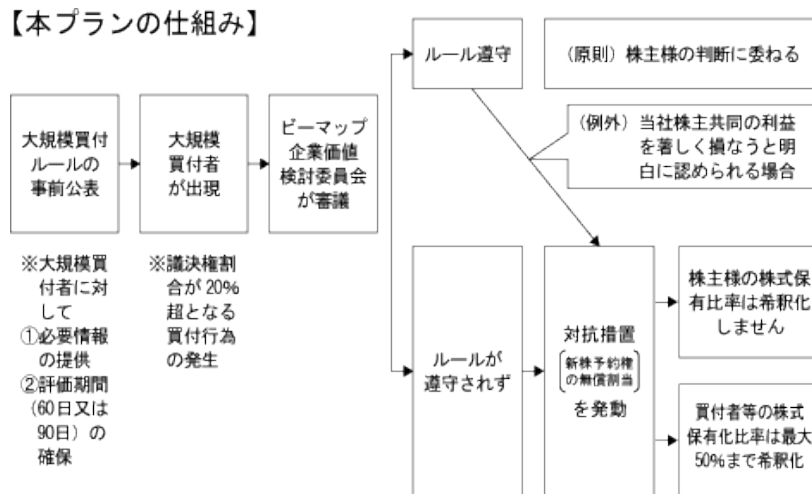 【本プランの仕組み】
大規模買付
ルールの
事前公表
大規模
買付者
が出現
ビーマップ
企業価値
検討委員会
が審議
ルール遵守
（原則）株主様の判断に委ねる
（例外）当社株主共同の利益
を著しく損なうと明
白に認められる場合
※大規模買
付者に対
して
①必要情報
の提供
②評価期間
（60日又は
90日）の
確保
※議決権割
合が20%
超となる
買付行為
の発生
ルールが
遵守されず
対抗措置
新株予約権
の無償割当
を発動
株主様の株式保
有比率は希釈化
しません
買付者等の株式
保有化比率は最大
50%まで希釈化